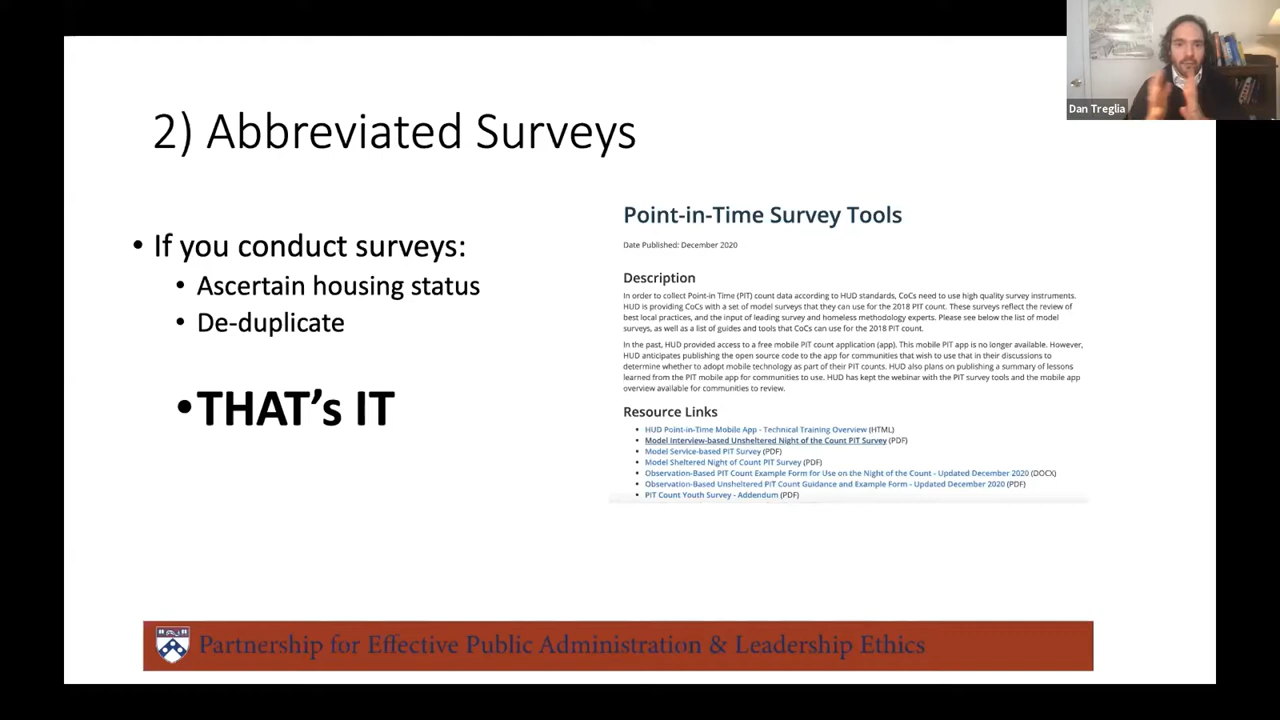 Dan Treglia
2) Abbreviated Surveys
• If you conduct surveys:
• Ascertain housing status
• De-duplicate
• THAT's IT
Point-in-Time Survey Tools
Date Published: December 2020
Description
In order to collect Point-in Time (PIT) count data according to HUD standards, CoCs need to use high quality survey instruments.
HUD is providing CoCs with a set of model surveys that they can use for the 2018 PIT count. These surveys reflect the review of
best local practices, and the input of leading survey and homeless methodology experts. Please see below the list of model
surveys, as well as a list of guides and tools that CoCs can use for the 2018 PIT count.
In the past, HUD provided access to a free mobile PIT count application (app). This mobile PIT app is no longer available. However,
HUD anticipates publishing the open source code to the app for communities that wish to use that in their discussions to
determine whether to adopt mobile technology as part of their PIT counts. HUD also plans on publishing a summary of lessons
learned from the PIT mobile app for communities to use. HUD has kept the webinar with the PIT survey tools and the mobile app
overview available for communities to review.
Resource Links
• HUD Point-in-Time Mobile App - Technical Training Overview (HTML)
• Model Interview-based Unsheltered Night of the Count PIT Survey (PDF)
• Model Service-based PIT Survey (PDF)
• Model Sheltered Night of Count PIT Survey (PDF)
• Observation-Based PIT Count Example Form for Use on the Night of the Count - Updated December 2020 (DOCX)
• Observation-Based Unsheltered PIT Count Guidance and Example Form - Updated December 2020 (PDF)
• PIT Count Youth Survey - Addendum (PDF)
Partnership for Effective Public Administration & Leadership Ethics